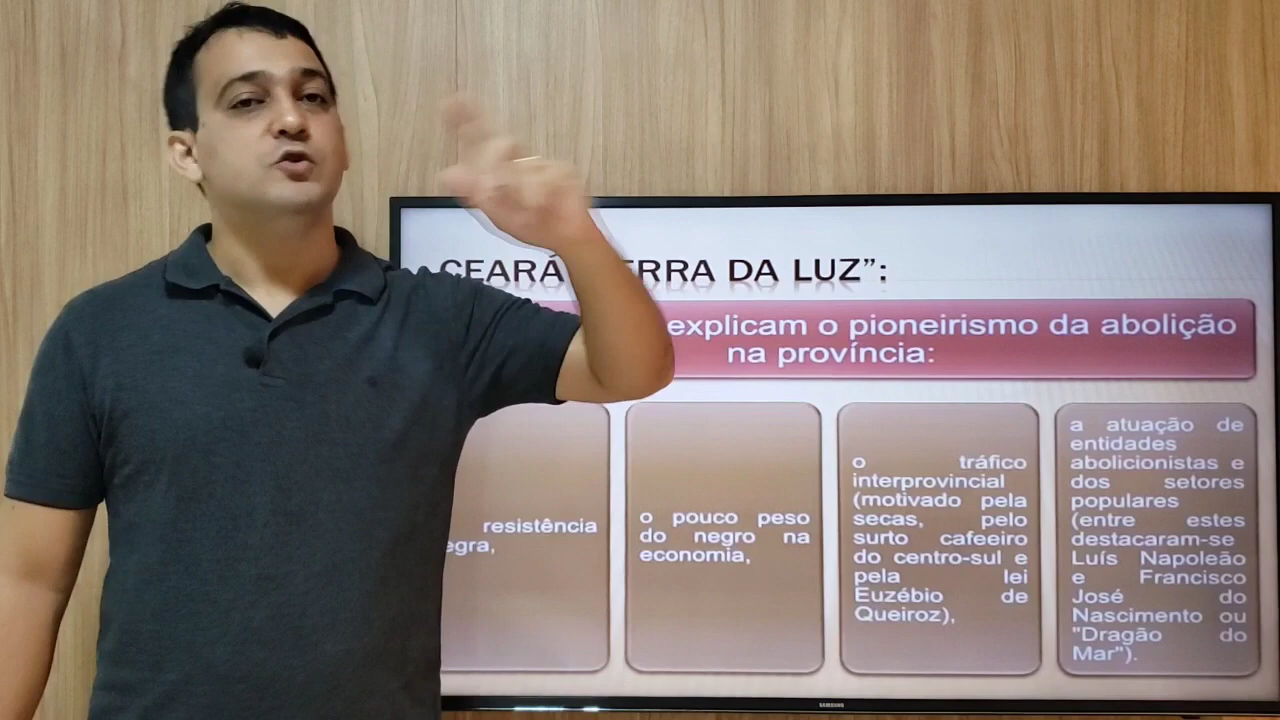 CEARÁ ERRA DA LUZ”:
explicam o pioneirismo da abolição
na província:
resistência
egra,
o pouco peso
do negro na
economia,
o tráfico
interprovincial
(motivado pela
secas, pelo
surto cafeeiro
do centro-sul e
pela lei
Euzébio de
Queiroz),
a atuação de
entidades
abolicionistas e
dos setores
populares
(entre estes
destacaram-se
Luís Napoleão
e Francisco
José do
Nascimento ou
"Dragão do
Mar").
SAMSUNG